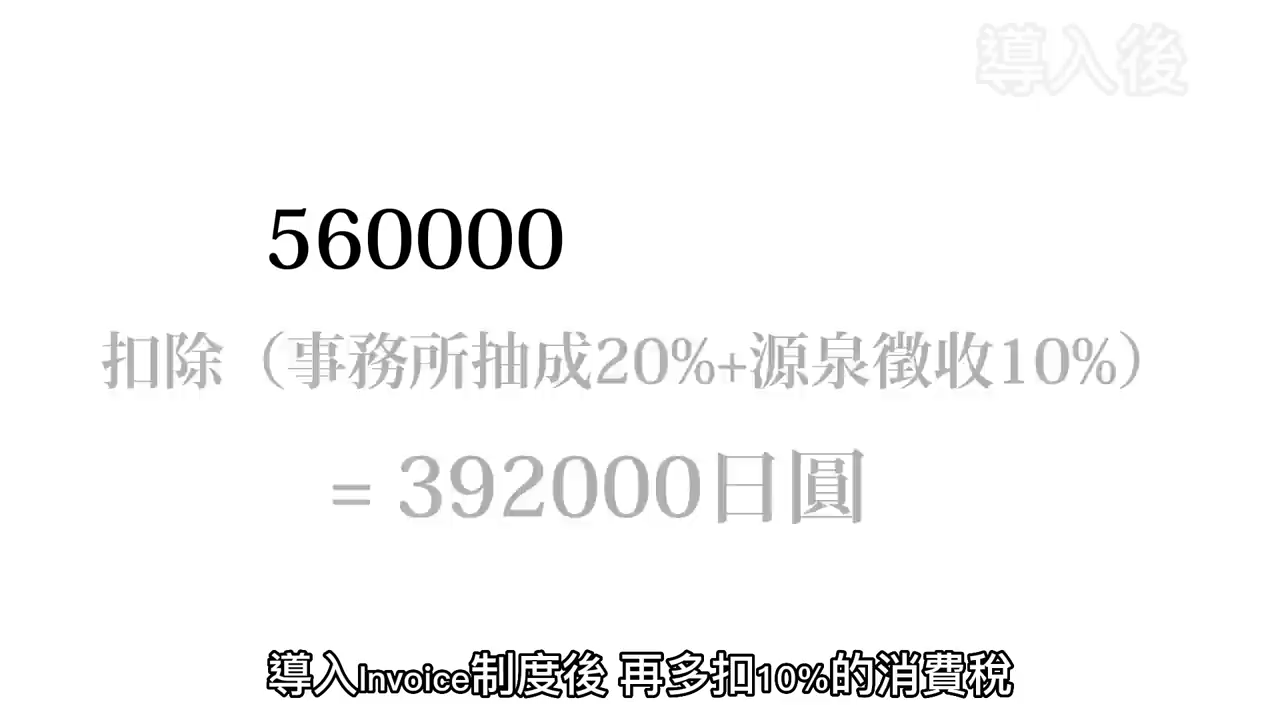 導入後
560000
扣除（事務所抽成20%+源泉徵收10%）
= 392000日圓
導入Invoice制度後 再多扣10%的消費稅